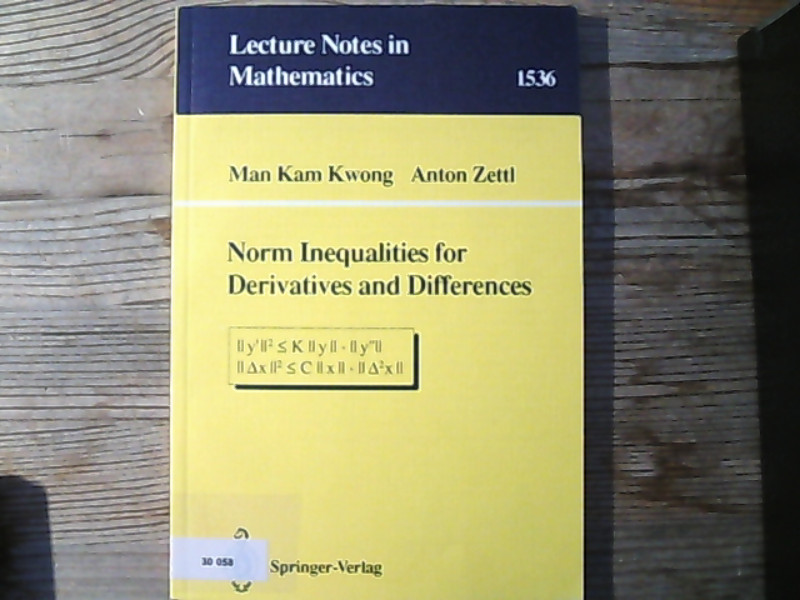 Lecture Notes in
Mathematics 1536
Man Kam Kwong Anton Zettl
Norm Inequalities for
Derivatives and Differences
‖y'‖² ≤ K ‖y‖ · ‖y''‖
‖Δx‖² ≤ C ‖x‖ · ‖Δ²x‖
30 058
Springer-Verlag